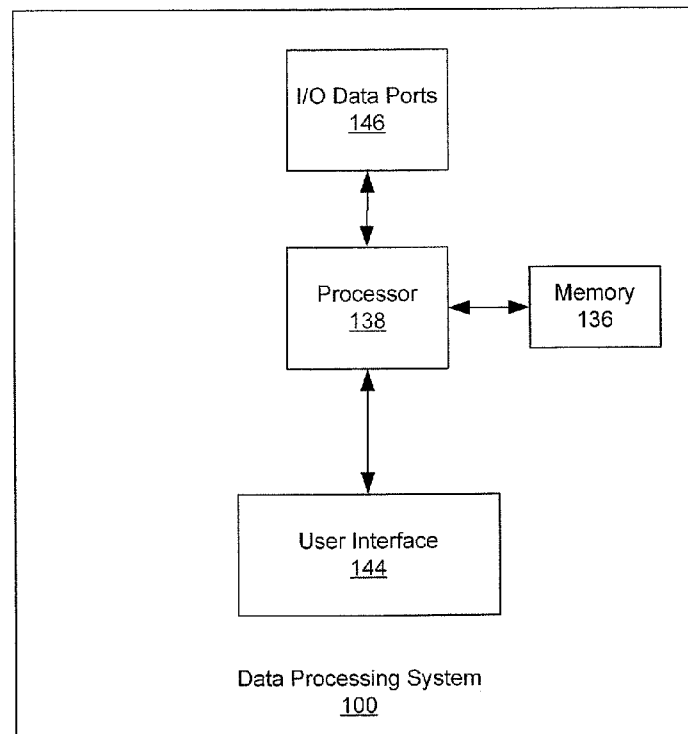 I/O Data Ports
146
Processor
138
Memory
136
User Interface
144
Data Processing System
100